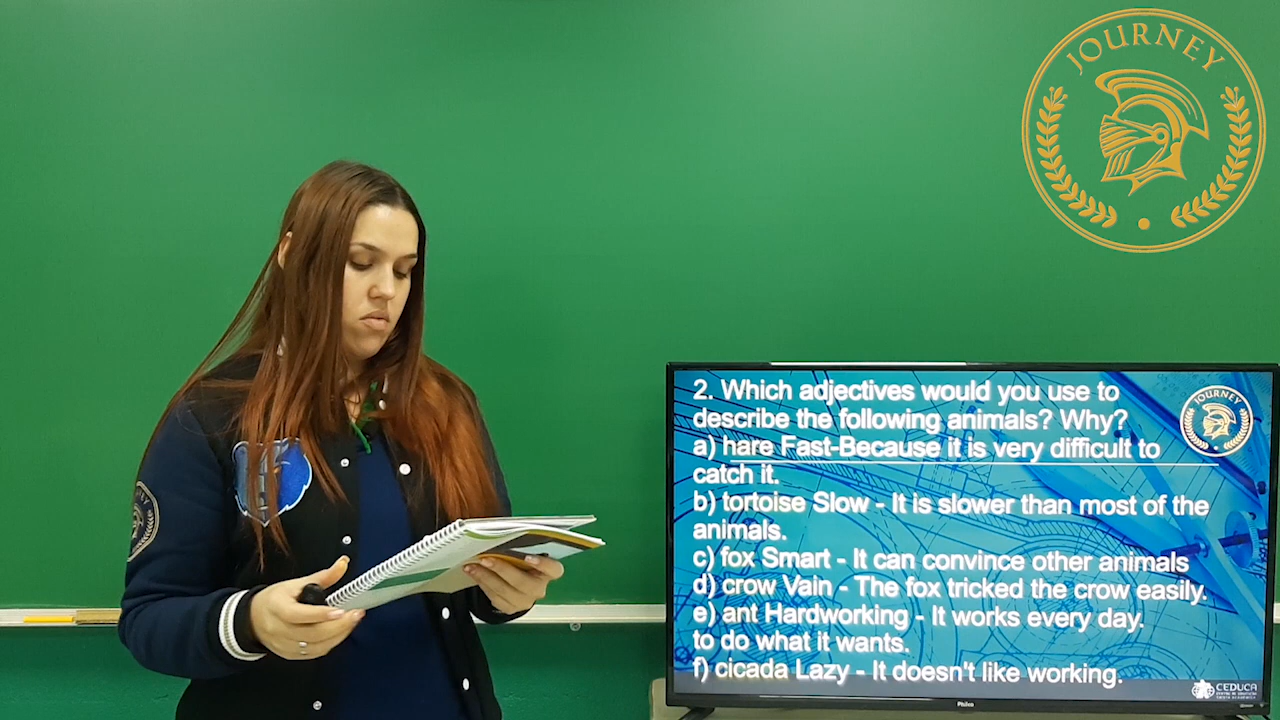 JOURNEY
2. Which adjectives would you use to
describe the following animals? Why?
a) hare Fast-Because it is very difficult to
catch it.
b) tortoise Slow - It is slower than most of the
animals.
c) fox Smart - It can convince other animals
d) crow Vain - The fox tricked the crow easily.
e) ant Hardworking - It works every day.
to do what it wants.
f) cicada Lazy - It doesn't like working.
JOURNEY
CEDUCA
Philco